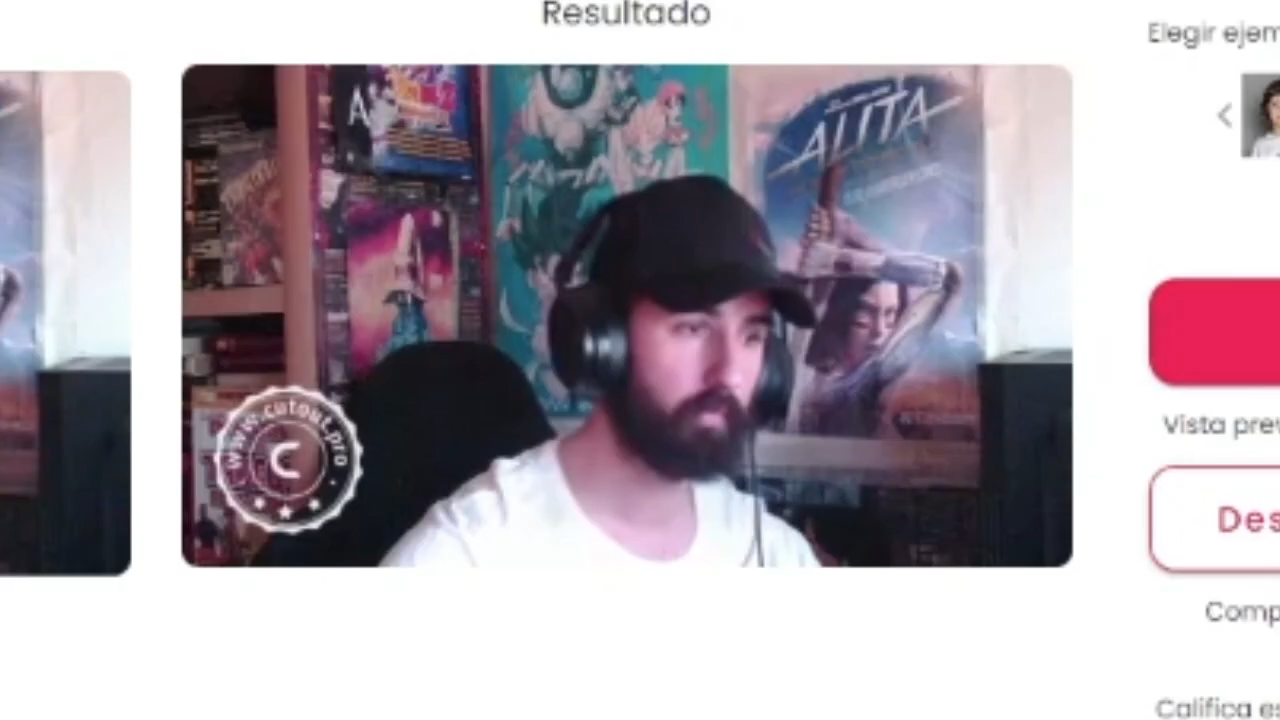 Resultado
Elegir ejem
ALITA
www.cutout.pro
C
Vista prev
Des
Comp
Califica es